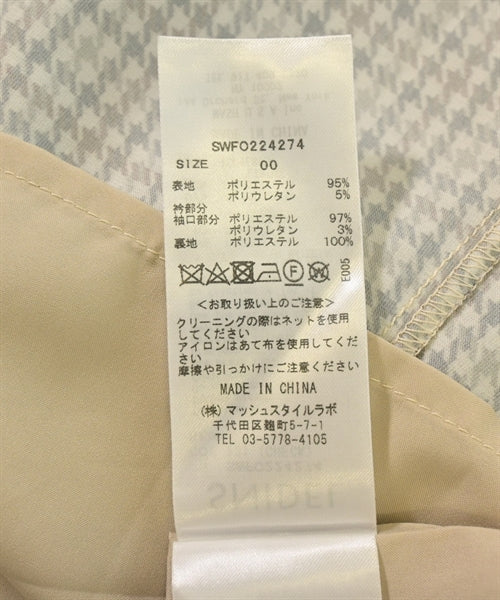 SWFO224274
SIZE 00
表地 ポリエステル 95%
ポリウレタン 5%
衿部分
袖口部分 ポリエステル 97%
ポリウレタン 3%
裏地 ポリエステル 100%
E005
<お取り扱い上のご注意>
クリーニングの際はネットを使用
してください
アイロンはあて布を使用してください
摩擦や引っかけにご注意ください
MADE IN CHINA
(株) マッシュスタイルラボ
千代田区麹町5-7-1
TEL 03-5778-4105
SWFO224274
SNIDEL